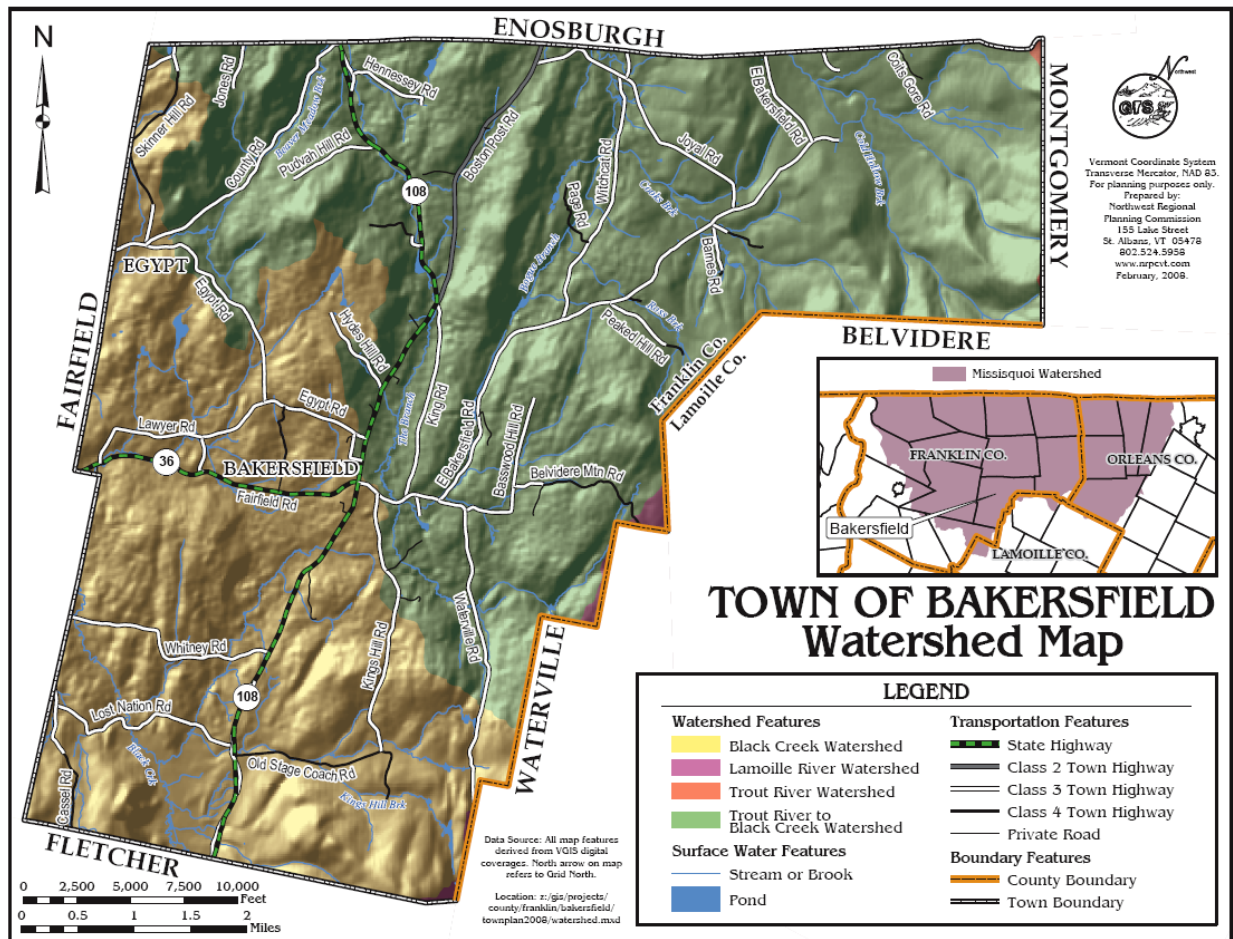 ENOSBURGH
N
MONTGOMERY
Northwest
GIS
Vermont Coordinate System
Transverse Mercator, NAD 83.
For planning purposes only.
Prepared by:
Northwest Regional
Planning Commission
155 Lake Street
St. Albans, VT 05478
802.524.5958
www.nrpcvt.com
February, 2008.
Skinner Hill Rd
Jones Rd
County Rd
Beaver Meadow Brk
Hennessey Rd
Pudvah Hill Rd
108
Boston Post Rd
Witchcat Rd
Page Rd
Joyal Rd
E Bakersfield Rd
Colts Gore Rd
Cold Hollow Brk
Cooks Brk
Barnes Rd
Bogue Branch
EGYPT
Egypt Rd
FAIRFIELD
Hydes Hill Rd
Ross Brk
Peaked Hill Rd
Franklin Co.
Lamoille Co.
BELVIDERE
Egypt Rd
Lawyer Rd
36
BAKERSFIELD
Fairfield Rd
The Branch
King Rd
E Bakersfield Rd
Basswood Hill Rd
Belvidere Mtn Rd
Waterville Rd
Kings Hill Rd
Whitney Rd
108
Lost Nation Rd
Black Crk
Old Stage Coach Rd
Kings Hill Brk
Cassel Rd
WATERVILLE
FLETCHER
Missisquoi Watershed
FRANKLIN CO.
ORLEANS CO.
Bakersfield
LAMOILLE CO.
TOWN OF BAKERSFIELD
Watershed Map
LEGEND
Watershed Features
Black Creek Watershed
Lamoille River Watershed
Trout River Watershed
Trout River to
Black Creek Watershed
Surface Water Features
Stream or Brook
Pond
Transportation Features
State Highway
Class 2 Town Highway
Class 3 Town Highway
Class 4 Town Highway
Private Road
Boundary Features
County Boundary
Town Boundary
Data Source: All map features
derived from VGIS digital
coverages. North arrow on map
refers to Grid North.
Location: z:/gis/projects/
county/franklin/bakersfield/
townplan2008/watershed.mxd
0 2,500 5,000 7,500 10,000
Feet
0 0.5 1 1.5 2
Miles